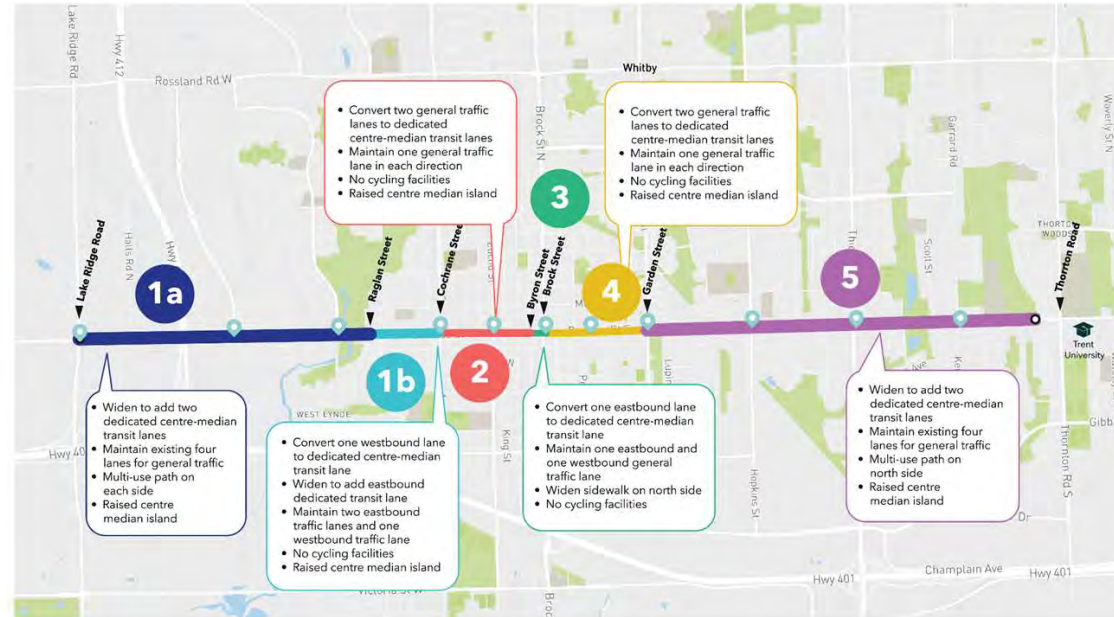 Lake Ridge Rd
Hwy 412
Rossland Rd W
Whitby
Brock St N
Garrard Rd
Waverly St N
• Convert two general traffic
lanes to dedicated
centre-median transit lanes
• Maintain one general traffic
lane in each direction
• No cycling facilities
• Raised centre median island
• Convert two general traffic
lanes to dedicated
centre-median transit lanes
• Maintain one general traffic
lane in each direction
• No cycling facilities
• Raised centre median island
3
Lake Ridge Road
Halls Rd N
Hwy
1a
Raglan Street
Cochrane Street
Byron Street
Brock Street
4
Garden Street
5
Scott St
Thornton Road
Trent
University
1b
2
WEST LYNDE
King St
Hopkins St
Thornton Rd S
• Widen to add two
dedicated centre-median
transit lanes
• Maintain existing four
lanes for general traffic
• Multi-use path on
each side
• Raised centre
median island
• Convert one westbound lane
to dedicated centre-median
transit lane
• Widen to add eastbound
dedicated transit lane
• Maintain two eastbound
traffic lanes and one
westbound traffic lane
• No cycling facilities
• Raised centre median island
• Convert one eastbound lane
to dedicated centre-median
transit lane
• Maintain one eastbound and
one westbound general
traffic lane
• Widen sidewalk on north side
• No cycling facilities
• Widen to add two
dedicated centre-median
transit lanes
• Maintain existing four
lanes for general traffic
• Multi-use path on
north side
• Raised centre
median island
Dr
Hwy 401
Champlain Ave